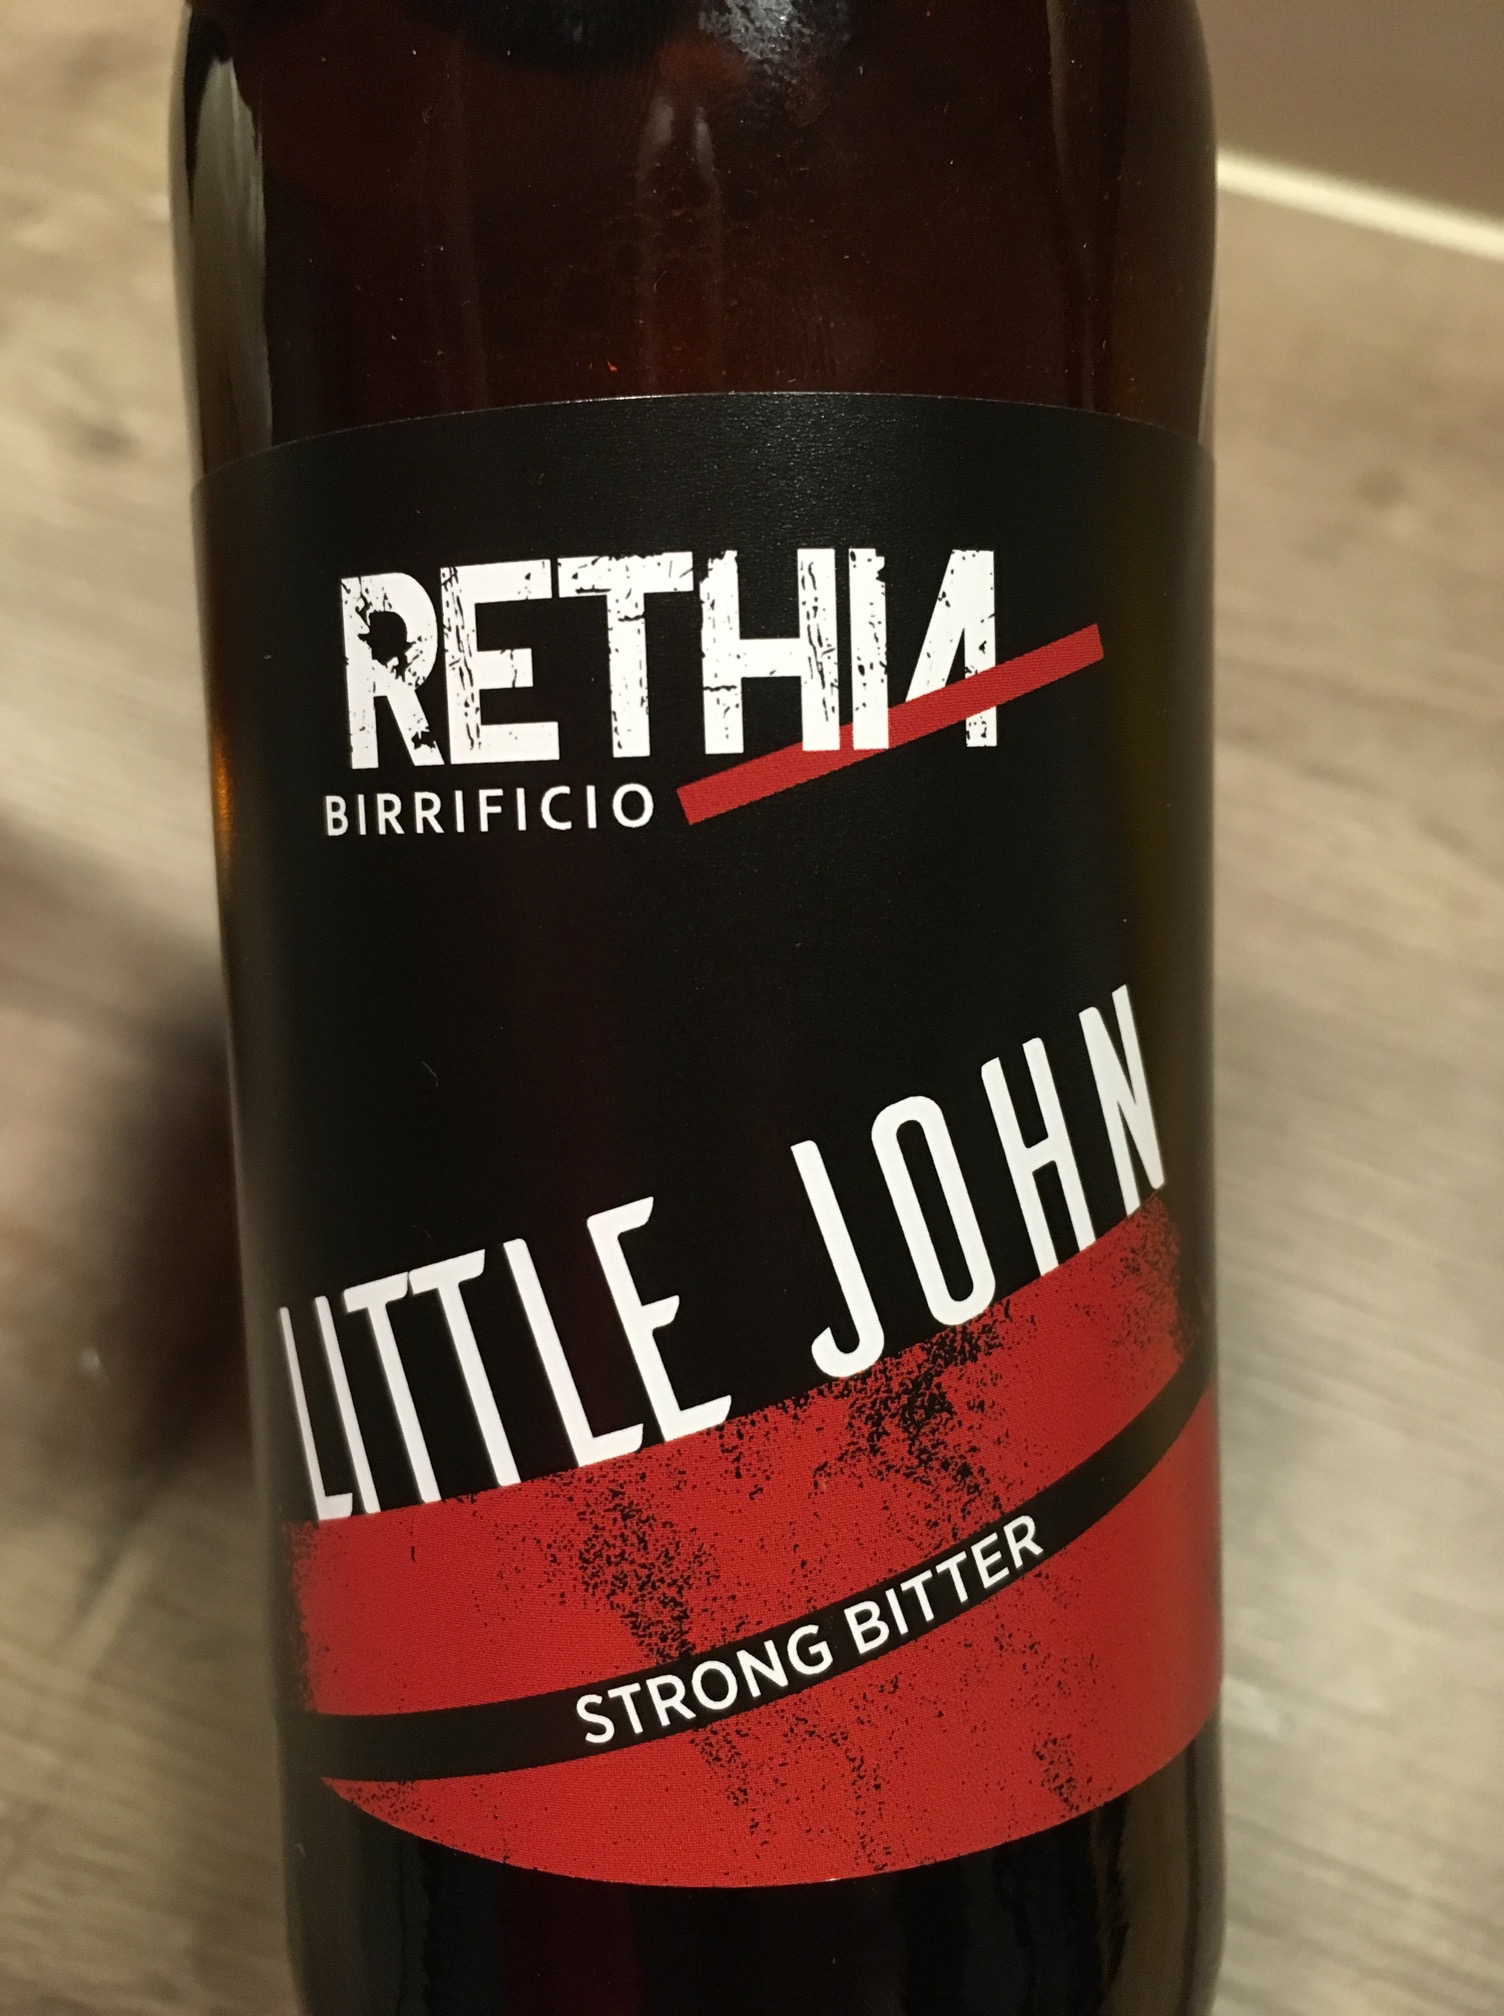 RETHIA
BIRRIFICIO
LITTLE JOHN
STRONG BITTER